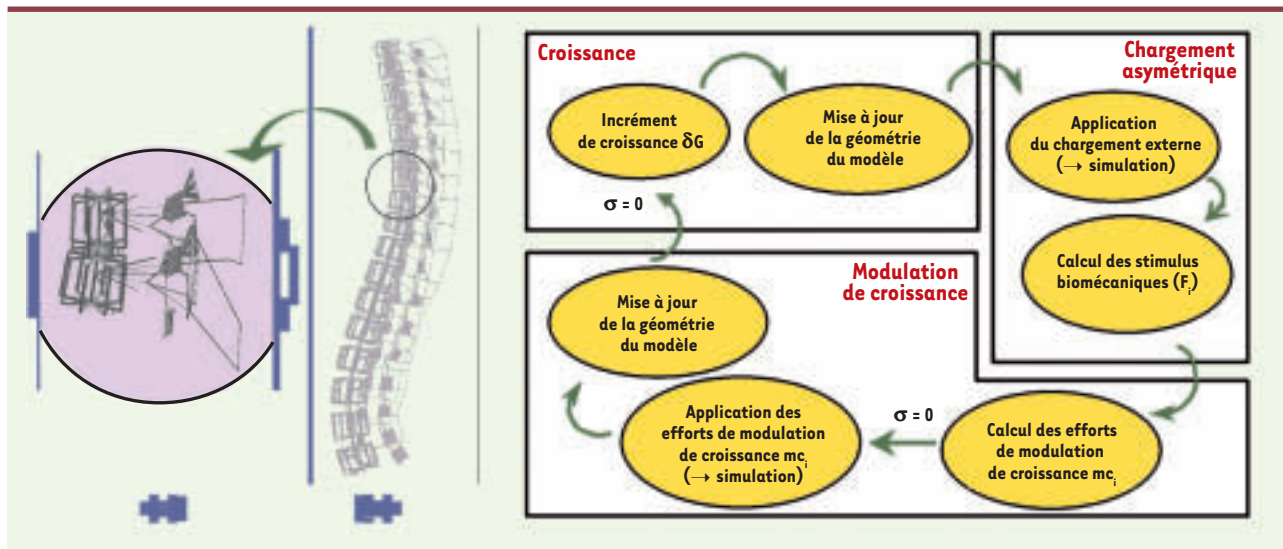 Croissance
Incrément
de croissance δG
Mise à jour
de la géométrie
du modèle
σ = 0
Chargement
asymétrique
Application
du chargement externe
(→ simulation)
Calcul des stimulus
biomécaniques (Fi)
Modulation
de croissance
Mise à jour
de la géométrie
du modèle
Application des
efforts de modulation
de croissance mci
(→ simulation)
σ = 0
Calcul des efforts
de modulation
de croissance mci